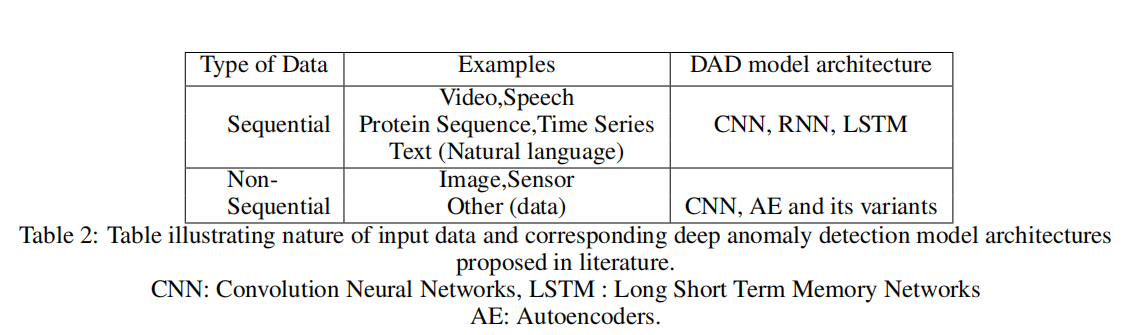 Type of Data Examples DAD model architecture
Video,Speech
Sequential Protein Sequence,Time Series CNN, RNN, LSTM
Text (Natural language)
Non- Image,Sensor
Sequential Other (data) CNN, AE and its variants
Table 2: Table illustrating nature of input data and corresponding deep anomaly detection model architectures
proposed in literature.
CNN: Convolution Neural Networks, LSTM : Long Short Term Memory Networks
AE: Autoencoders.